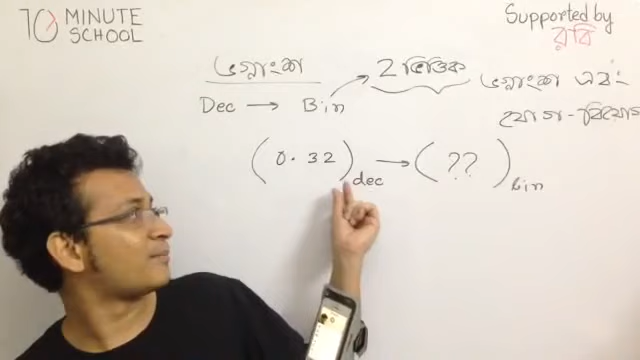 10 MINUTE SCHOOL
Supported by
রবি
ভগ্নাংশ
2 ভিত্তিক
ভগ্নাংশ এবং
যোগ-বিয়োগ
Dec → Bin
(0.32)dec → (??)bin